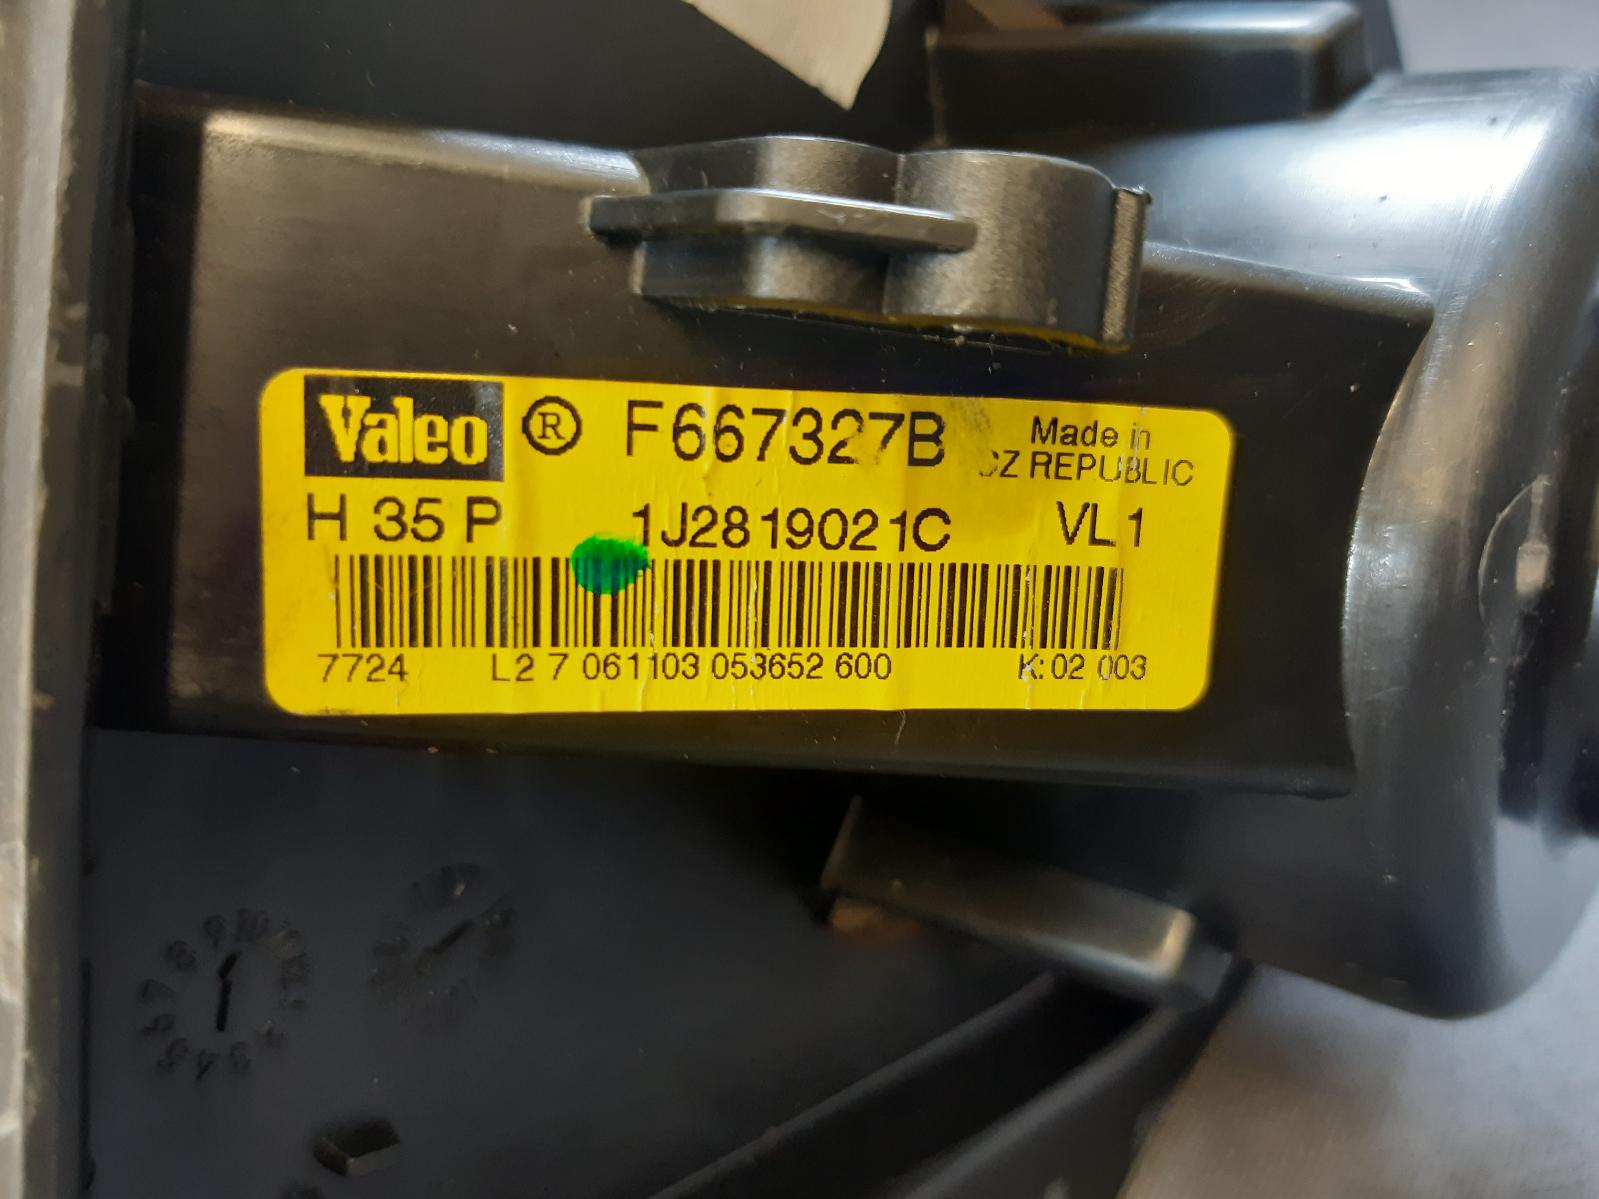 Valeo ® F667327B Made in
CZ REPUBLIC
H 35 P 1J2819021C VL1
7724 L2 7 061103 053652 600 K: 02 003